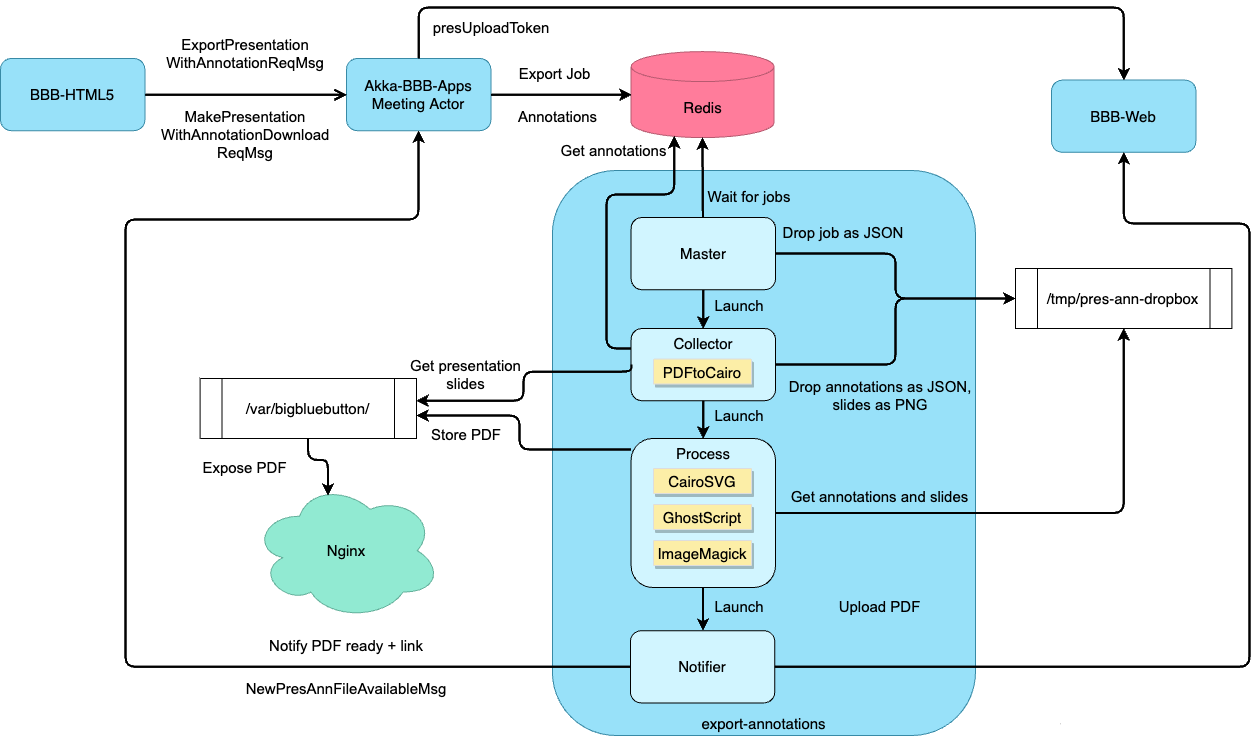 presUploadToken
ExportPresentation
WithAnnotationReqMsg
BBB-HTML5
MakePresentation
WithAnnotationDownload
ReqMsg
Akka-BBB-Apps
Meeting Actor
Export Job
Annotations
Redis
BBB-Web
Get annotations
Wait for jobs
Master
Drop job as JSON
/tmp/pres-ann-dropbox
Launch
Collector
PDFtoCairo
Get presentation
slides
Drop annotations as JSON,
slides as PNG
/var/bigbluebutton/
Launch
Store PDF
Process
CairoSVG
GhostScript
ImageMagick
Get annotations and slides
Expose PDF
Nginx
Launch
Upload PDF
Notify PDF ready + link
Notifier
NewPresAnnFileAvailableMsg
export-annotations